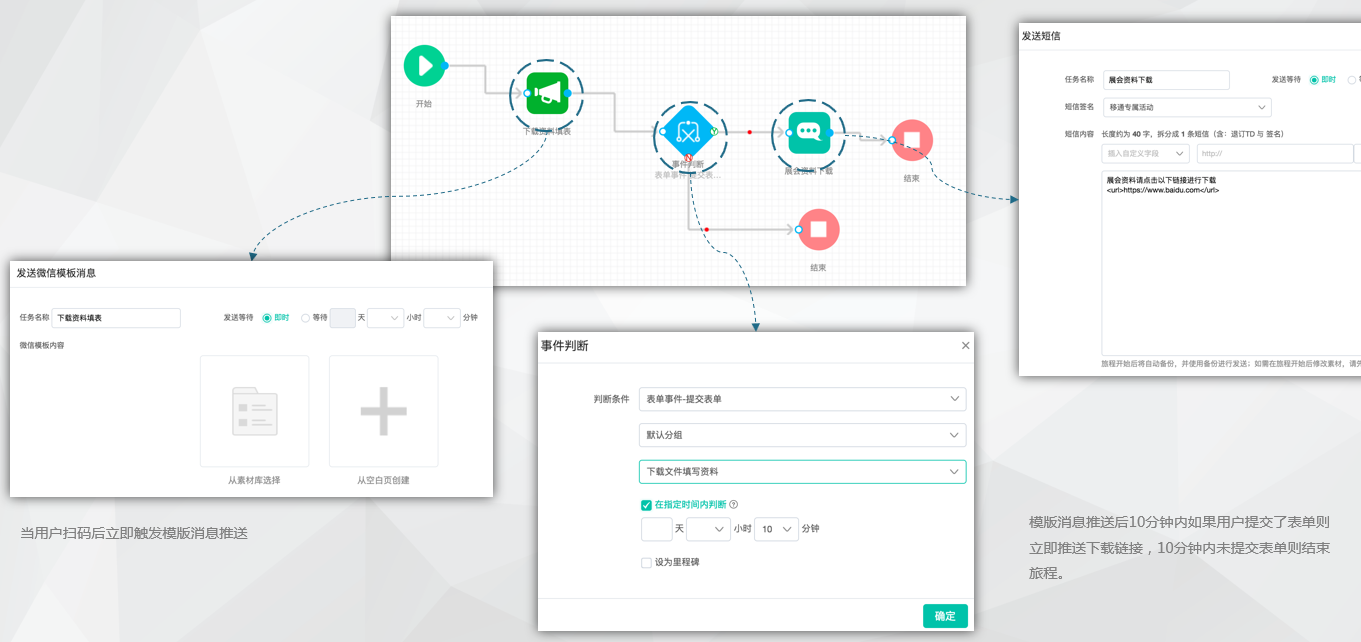 开始
下载资料填表
Y
N
事件判断
表单事件-提交表...
展会资料下载
结束
结束
发送微信模板消息
任务名称 下载资料填表 发送等待 即时 等待 天 小时 分钟
微信模板内容
从素材库选择 从空白页创建
当用户扫码后立即触发模版消息推送
事件判断
判断条件 表单事件-提交表单
默认分组
下载文件填写资料
在指定时间内判断
天 小时 10 分钟
设为里程碑
确定
发送短信
任务名称 展会资料下载 发送等待 即时
短信签名 移通专属活动
短信内容 长度约为 40 字，拆分成 1 条短信（含：退订TD 与 签名）
插入自定义字段 http://
展会资料请点击以下链接进行下载
<url>https://www.baidu.com</url>
旅程开始后将自动备份，并使用备份进行发送；如需在旅程开始后修改素材，请先
模版消息推送后10分钟内如果用户提交了表单则
立即推送下载链接，10分钟内未提交表单则结束
旅程。